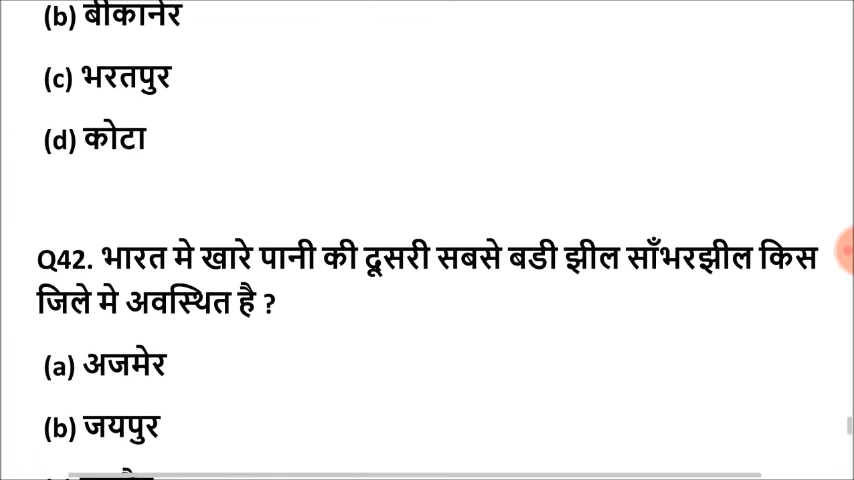 (b) बीकानेर
(c) भरतपुर
(d) कोटा
Q42. भारत मे खारे पानी की दूसरी सबसे बडी झील साँभरझील किस
जिले मे अवस्थित है ?
(a) अजमेर
(b) जयपुर